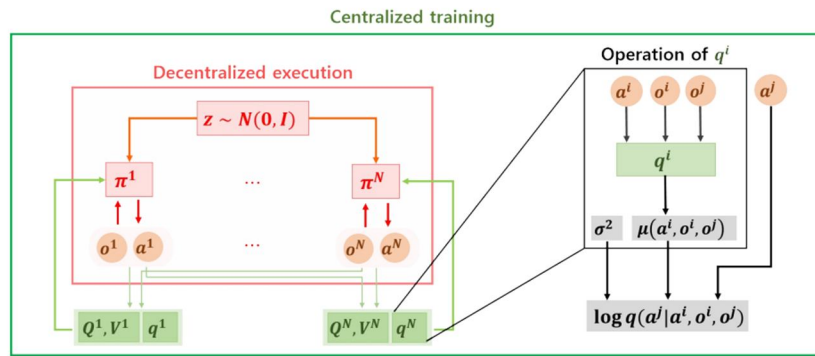 Centralized training
Decentralized execution
z ~ N(0, I)
π¹
...
πᴺ
o¹ a¹
...
oᴺ aᴺ
Q¹, V¹ q¹
Qᴺ, Vᴺ qᴺ
Operation of qⁱ
aⁱ oⁱ oʲ
aʲ
qⁱ
σ² μ(aⁱ, oⁱ, oʲ)
log q(aʲ|aⁱ, oⁱ, oʲ)